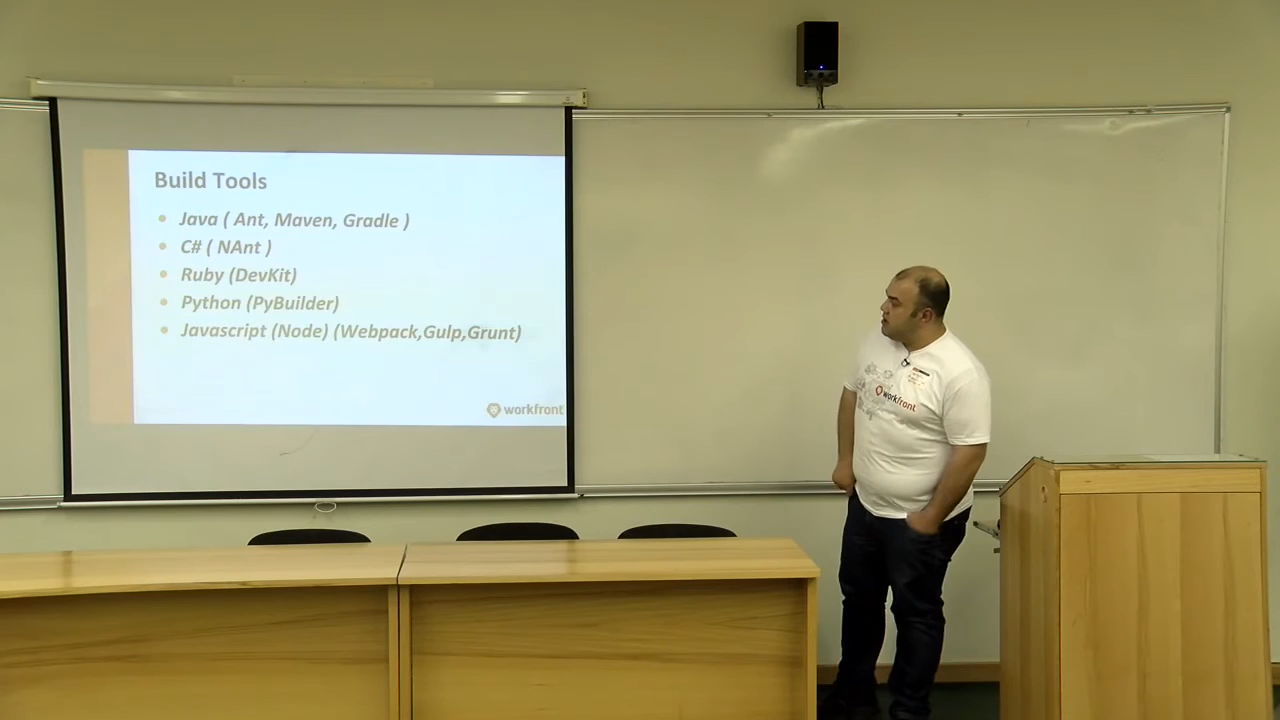 Build Tools
• Java ( Ant, Maven, Gradle )
• C# ( NAnt )
• Ruby (DevKit)
• Python (PyBuilder)
• Javascript (Node) (Webpack,Gulp,Grunt)
workfront
workfront